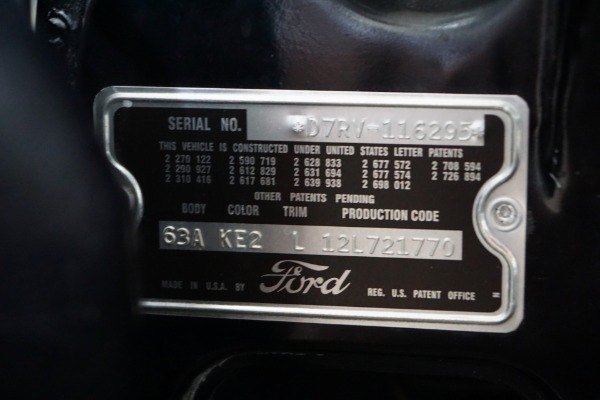 SERIAL NO. *D7RV-116295*
THIS VEHICLE IS CONSTRUCTED UNDER UNITED STATES LETTER PATENTS
2 270 122 2 590 719 2 628 833 2 677 572 2 708 594
2 290 927 2 612 829 2 631 694 2 677 574 2 726 894
2 310 416 2 617 681 2 639 938 2 698 012
OTHER PATENTS PENDING
BODY COLOR TRIM PRODUCTION CODE
63A KE2 L 12L721770
MADE IN U.S.A. BY Ford REG. U.S. PATENT OFFICE